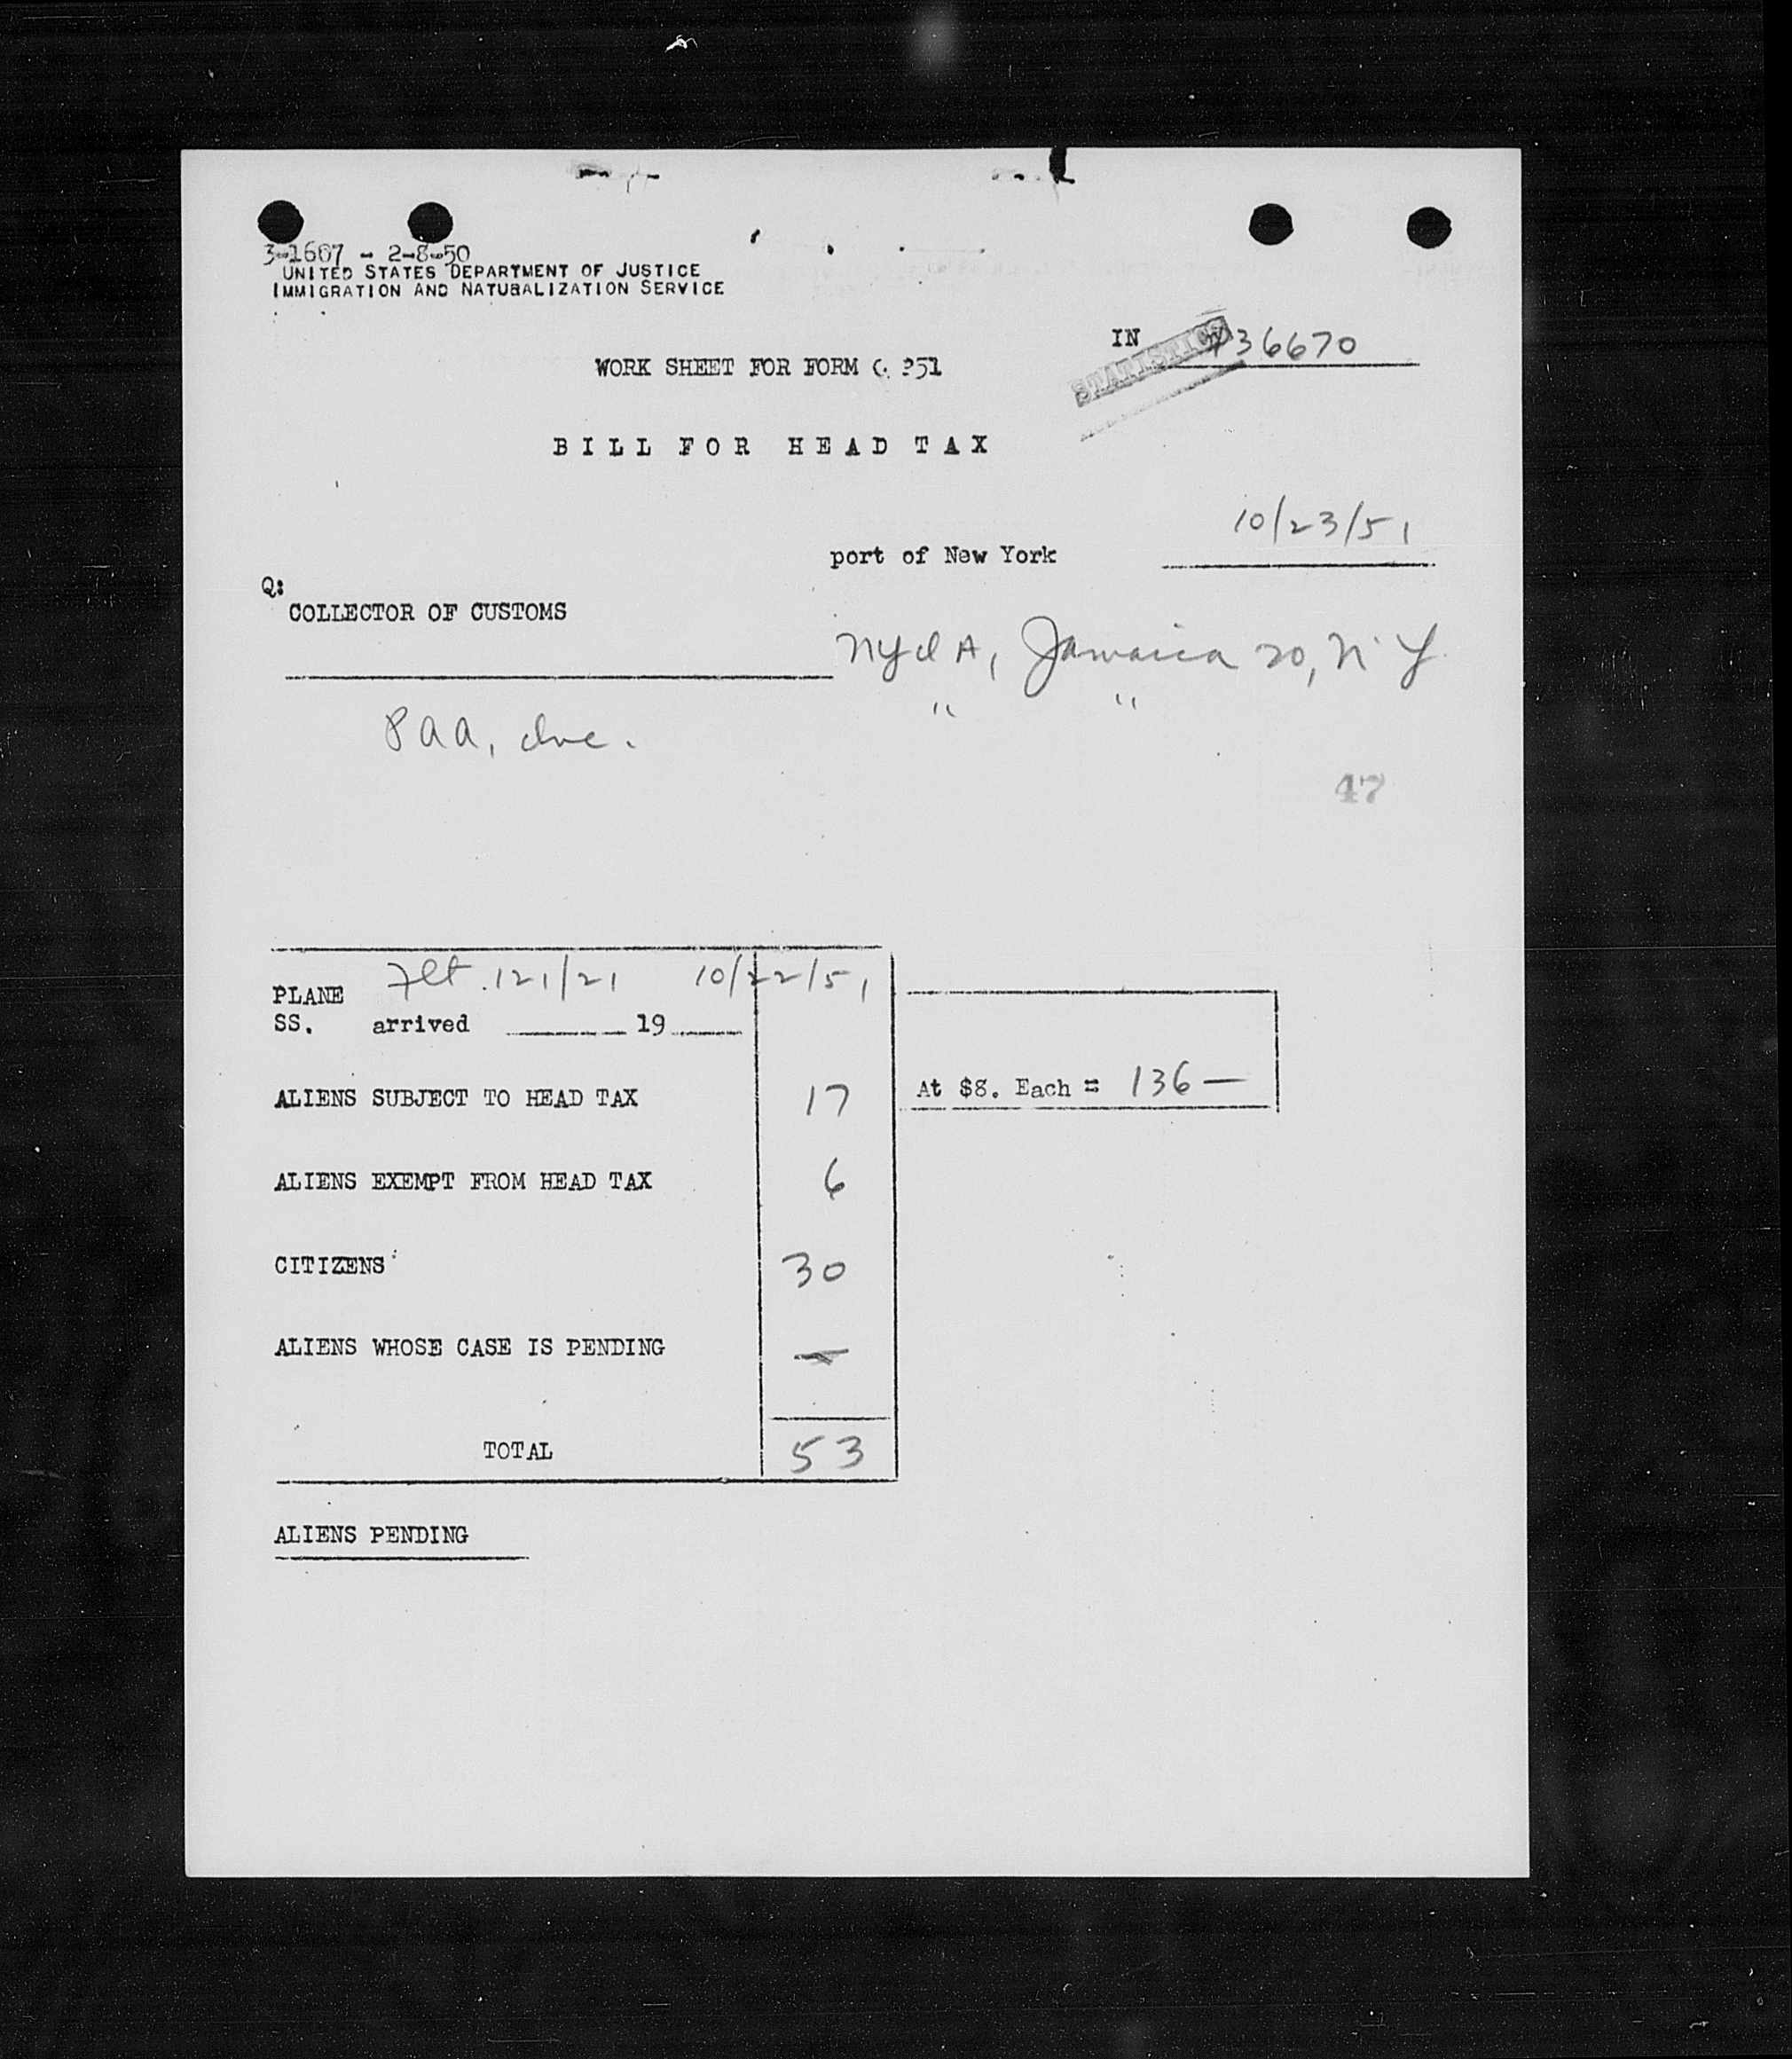 3-1607 - 2-8-50
UNITED STATES DEPARTMENT OF JUSTICE
IMMIGRATION AND NATURALIZATION SERVICE
IN #36670
STATISTICS
WORK SHEET FOR FORM 351
BILL FOR HEAD TAX
10/23/51
port of New York
Q:
COLLECTOR OF CUSTOMS
NYIA, Jamaica 20, N Y
" "
PAA, Inc.
47
PLANE Flt. 121/21 10/22/51
SS. arrived 19
ALIENS SUBJECT TO HEAD TAX 17 At $8. Each = 136—
ALIENS EXEMPT FROM HEAD TAX 6
CITIZENS 30
ALIENS WHOSE CASE IS PENDING —
TOTAL 53
ALIENS PENDING